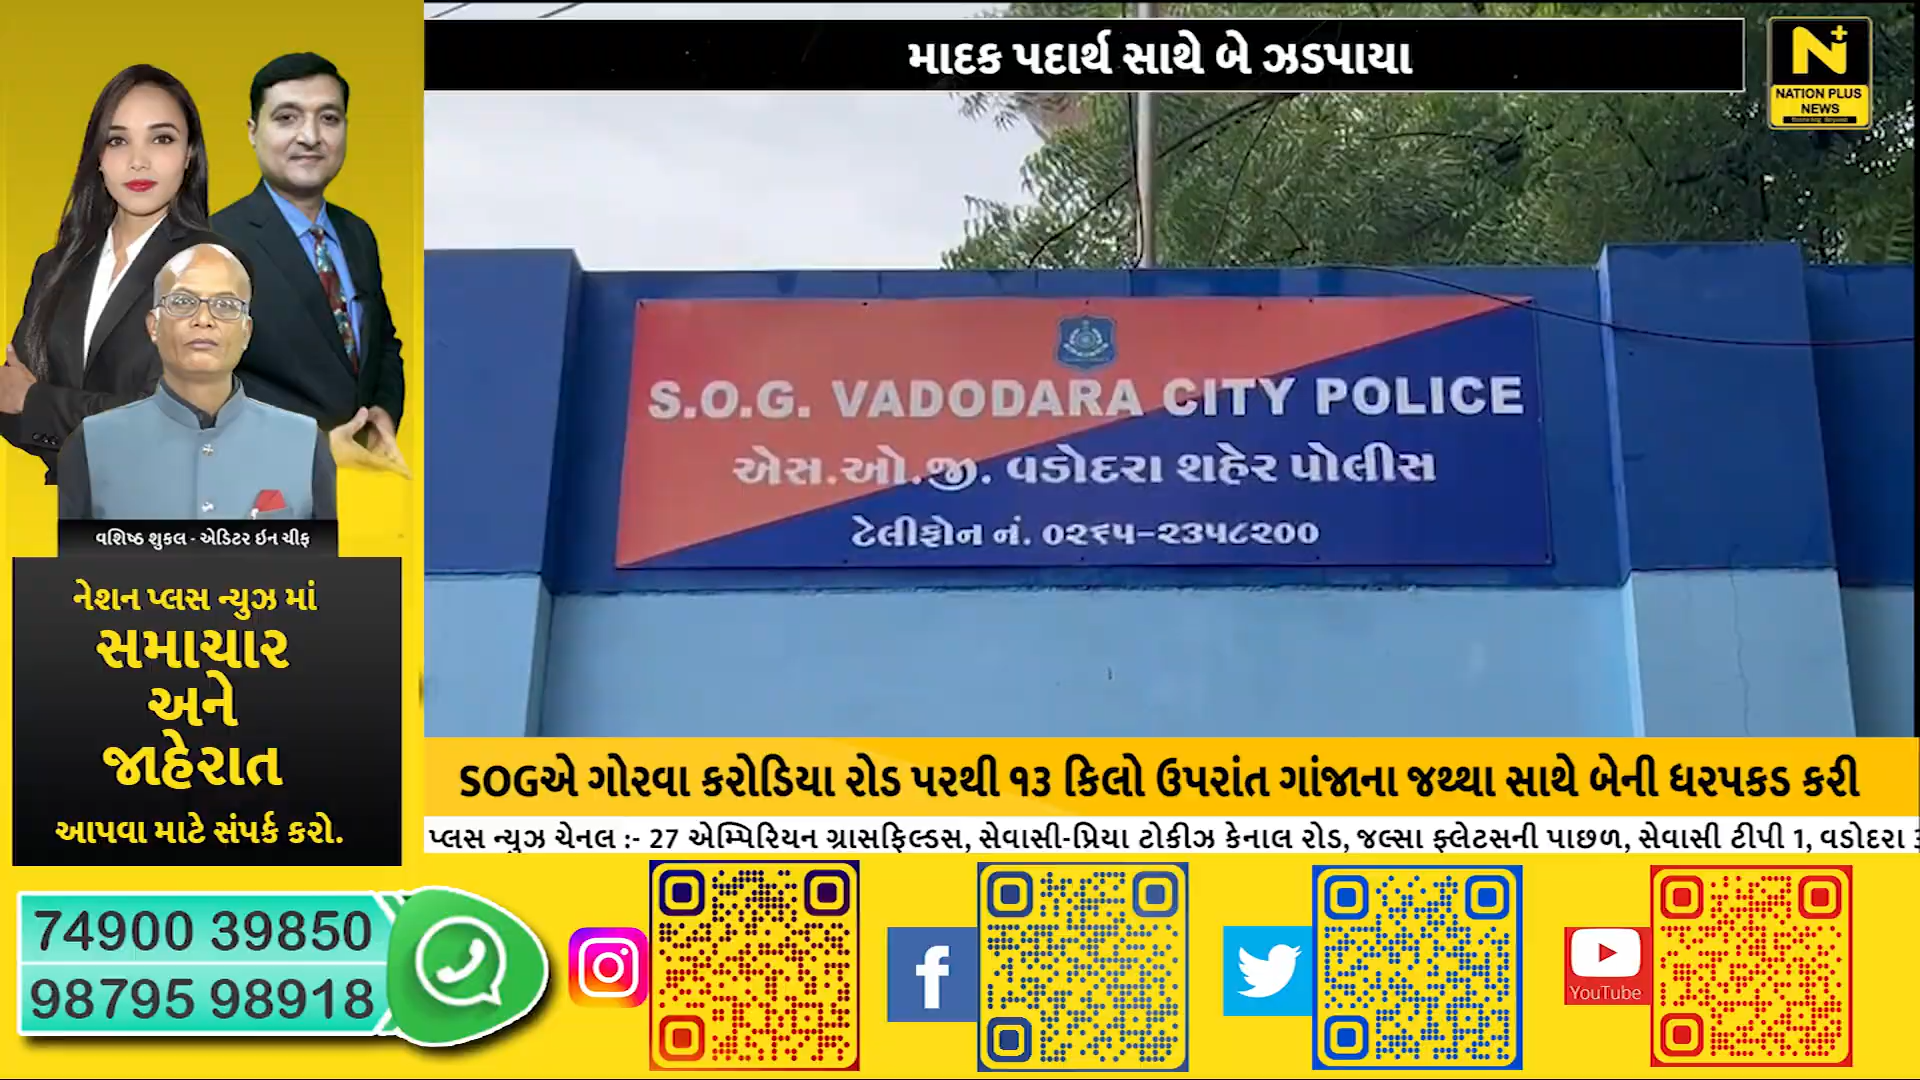 માદક પદાર્થ સાથે બે ઝડપાયા
NATION PLUS
NEWS
S.O.G. VADODARA CITY POLICE
એસ.ઓ.જી. વડોદરા શહેર પોલીસ
ટેલીફોન નં. ૦૨૬૫-૨૩૫૮૨૦૦
વશિષ્ઠ શુકલ - એડિટર ઇન ચીફ
નેશન પ્લસ ન્યુઝ માં
સમાચાર
અને
જાહેરાત
આપવા માટે સંપર્ક કરો.
SOGએ ગોરવા કરોડિયા રોડ પરથી ૧૩ કિલો ઉપરાંત ગાંજાના જથ્થા સાથે બેની ધરપકડ કરી
પ્લસ ન્યુઝ ચેનલ :- 27 એમ્પિરિયન ગ્રાસફિલ્ડસ, સેવાસી-પ્રિયા ટોકીઝ કેનાલ રોડ, જલ્સા ફ્લેટસની પાછળ, સેવાસી ટીપી 1, વડોદરા
74900 39850
98795 98918
YouTube